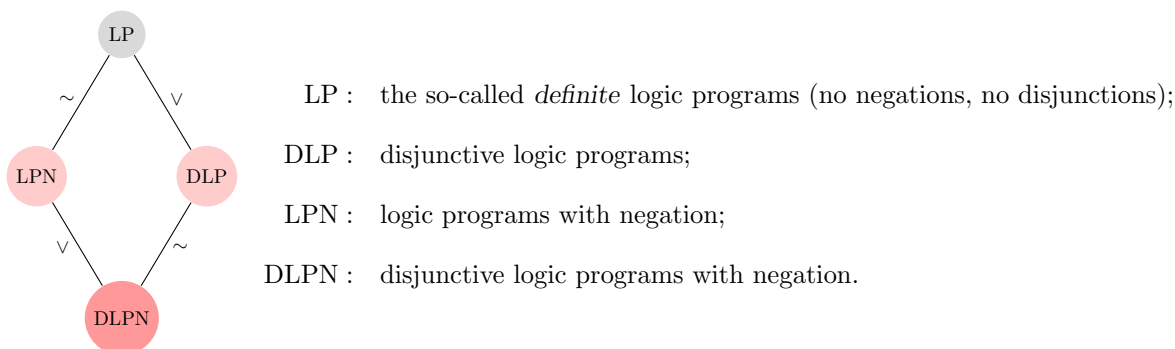 LP
∼ ∨
LPN DLP
∨ ∼
DLPN
LP : the so-called definite logic programs (no negations, no disjunctions);
DLP : disjunctive logic programs;
LPN : logic programs with negation;
DLPN : disjunctive logic programs with negation.